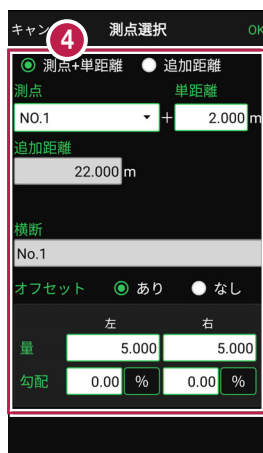 キャン 4 測点選択 OK
測点+単距離 追加距離
測点 単距離
NO.1 + 2.000 m
追加距離
22.000 m
横断
No.1
オフセット あり なし
左 右
量 5.000 5.000
勾配 0.00 % 0.00 %